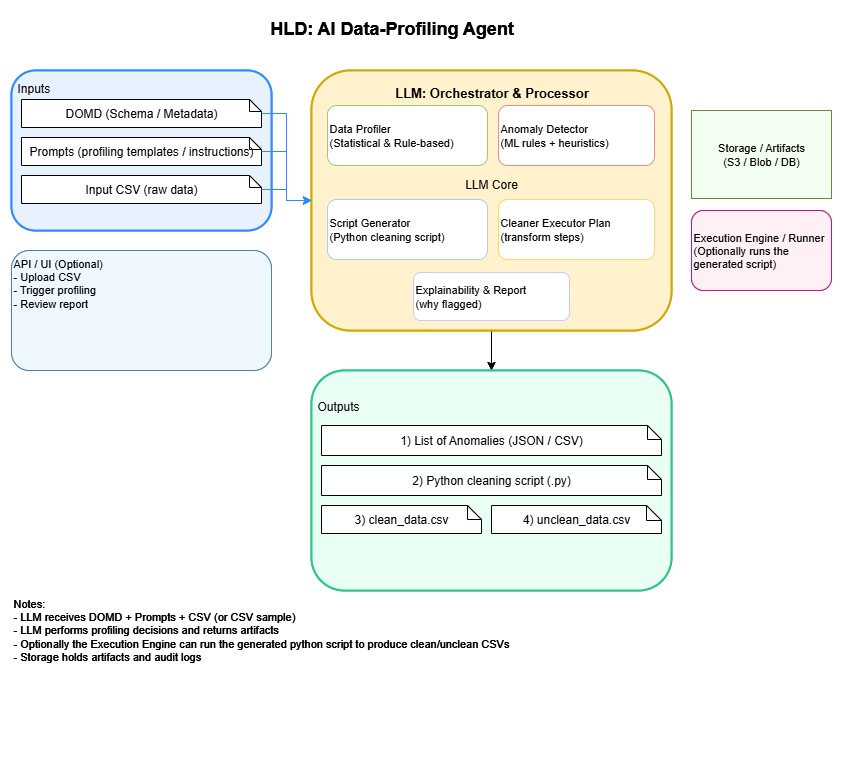 HLD: AI Data-Profiling Agent
Inputs
DOMD (Schema / Metadata)
Prompts (profiling templates / instructions)
Input CSV (raw data)
API / UI (Optional)
- Upload CSV
- Trigger profiling
- Review report
LLM: Orchestrator & Processor
Data Profiler
(Statistical & Rule-based)
Anomaly Detector
(ML rules + heuristics)
LLM Core
Script Generator
(Python cleaning script)
Cleaner Executor Plan
(transform steps)
Explainability & Report
(why flagged)
Storage / Artifacts
(S3 / Blob / DB)
Execution Engine / Runner
(Optionally runs the
generated script)
Outputs
1) List of Anomalies (JSON / CSV)
2) Python cleaning script (.py)
3) clean_data.csv
4) unclean_data.csv
Notes:
- LLM receives DOMD + Prompts + CSV (or CSV sample)
- LLM performs profiling decisions and returns artifacts
- Optionally the Execution Engine can run the generated python script to produce clean/unclean CSVs
- Storage holds artifacts and audit logs